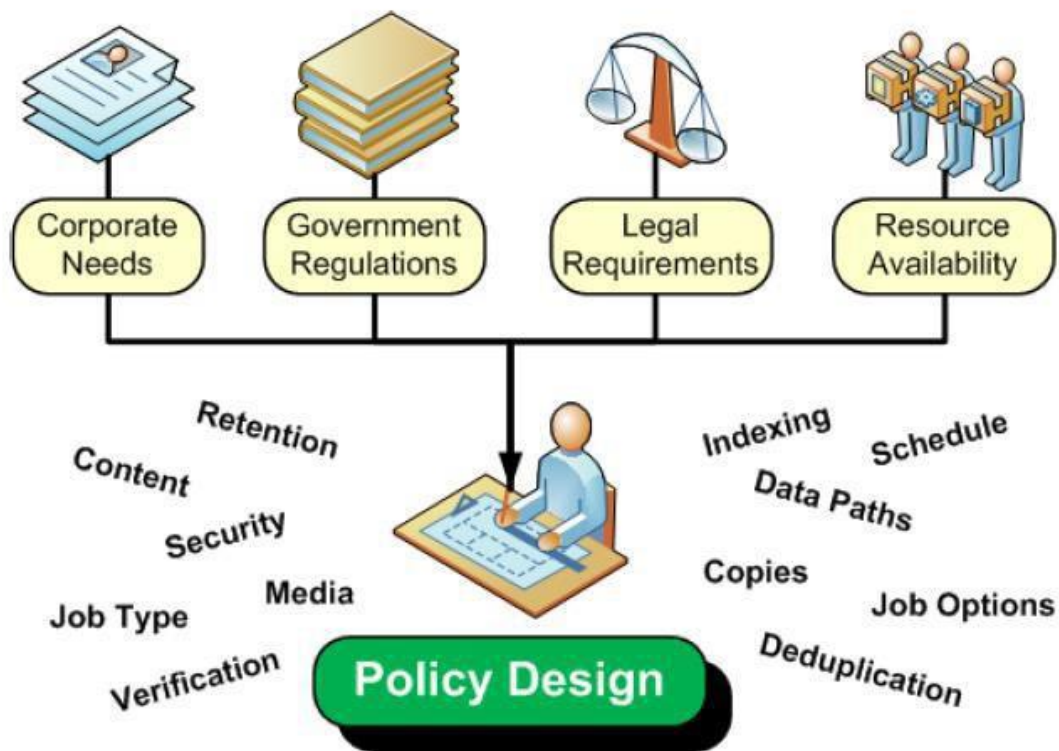 Corporate
Needs
Government
Regulations
Legal
Requirements
Resource
Availability
Retention
Content
Security
Media
Job Type
Verification
Indexing
Schedule
Data Paths
Copies
Job Options
Deduplication
Policy Design